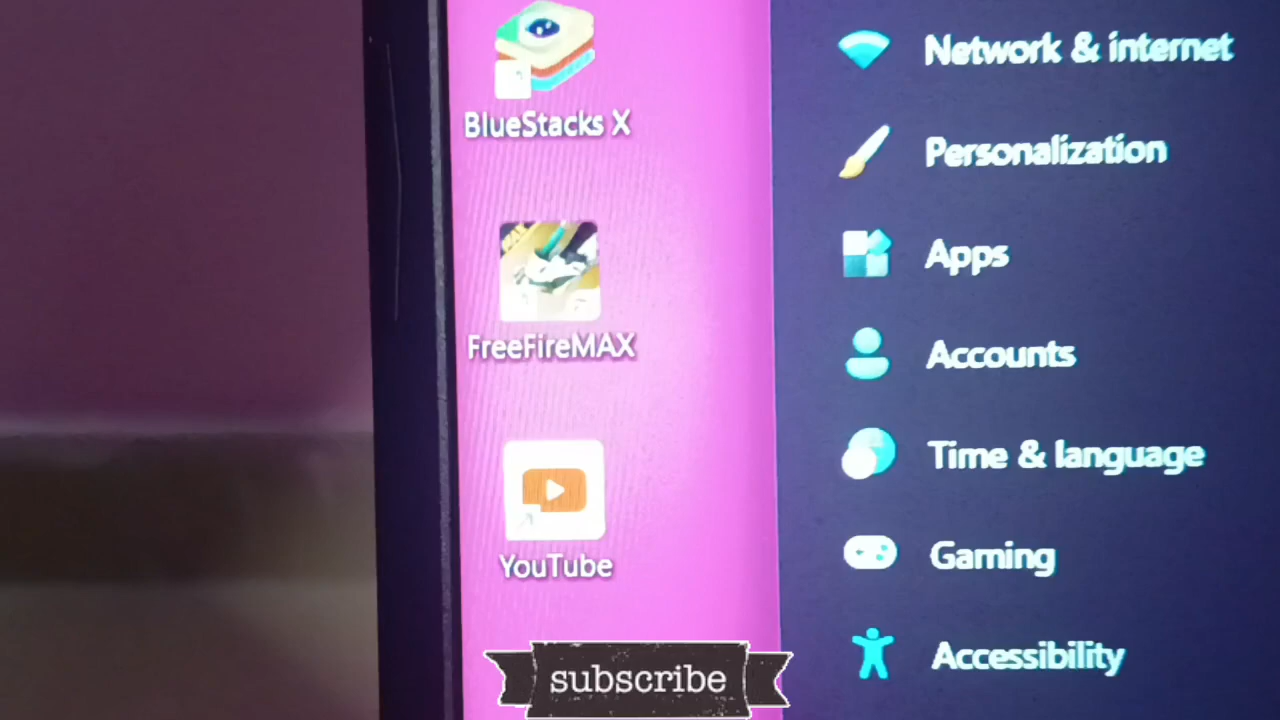 BlueStacks X
FreeFireMAX
YouTube
Network & internet
Personalization
Apps
Accounts
Time & language
Gaming
Accessibility
subscribe